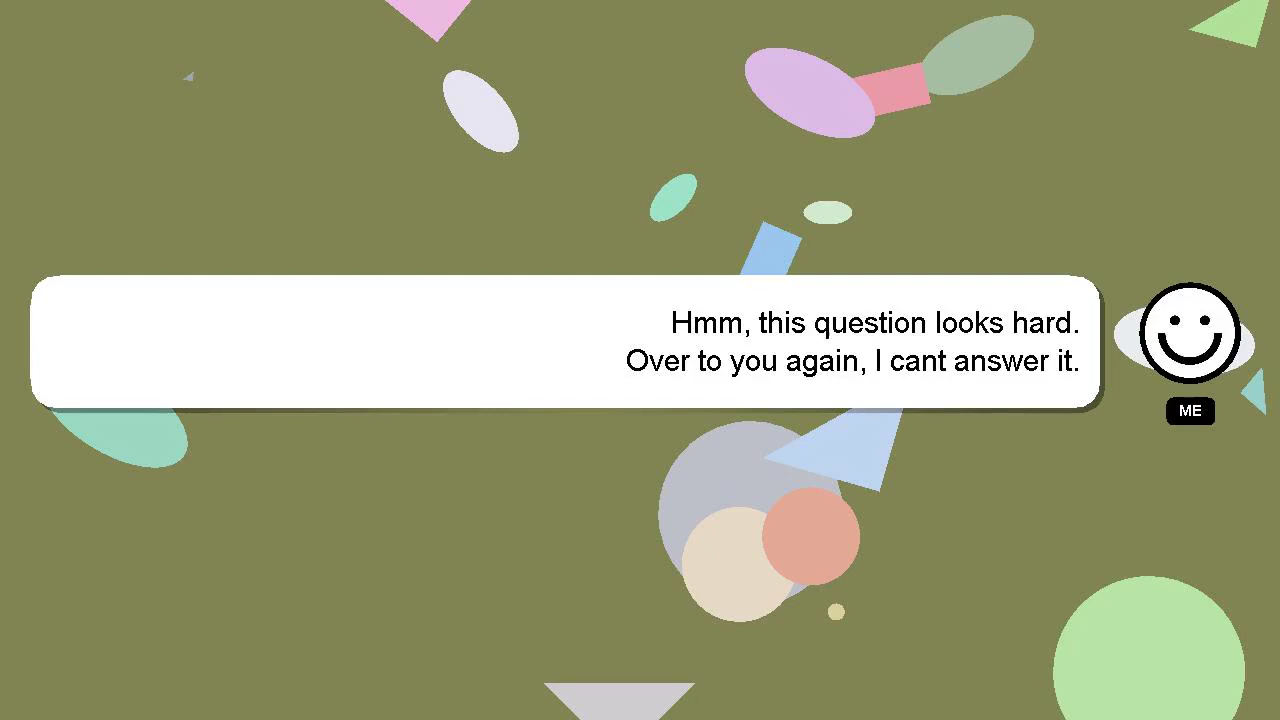 Hmm, this question looks hard.
Over to you again, I cant answer it.
ME